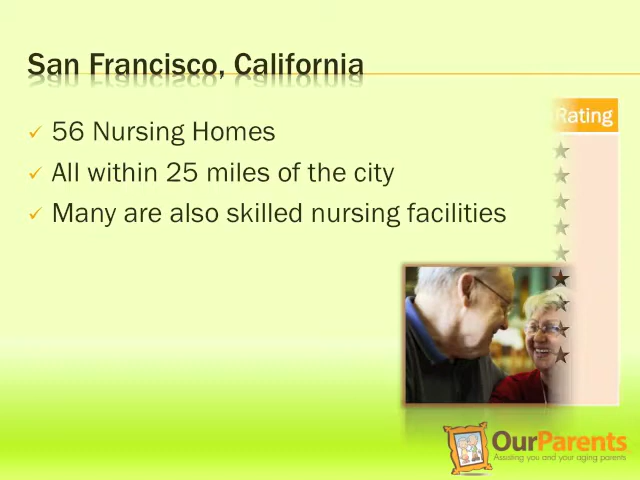 San Francisco, California
56 Nursing Homes
All within 25 miles of the city
Many are also skilled nursing facilities
Rating
OurParents
Assisting you and your aging parents